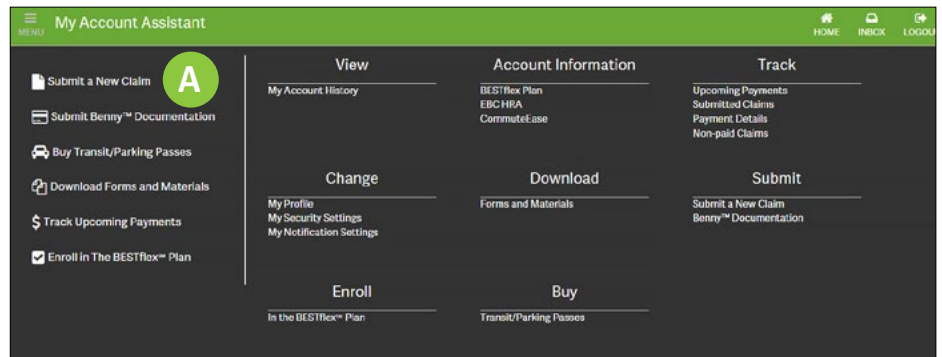 MENU
My Account Assistant
HOME
INBOX
LOGOU
Submit a New Claim
A
Submit Benny™ Documentation
Buy Transit/Parking Passes
Download Forms and Materials
$ Track Upcoming Payments
Enroll in The BESTflex℠ Plan
View
My Account History
Account Information
BESTflex Plan
EBC HRA
CommuteEase
Track
Upcoming Payments
Submitted Claims
Payment Details
Non-paid Claims
Change
My Profile
My Security Settings
My Notification Settings
Download
Forms and Materials
Submit
Submit a New Claim
Benny™ Documentation
Enroll
In the BESTflex℠ Plan
Buy
Transit/Parking Passes